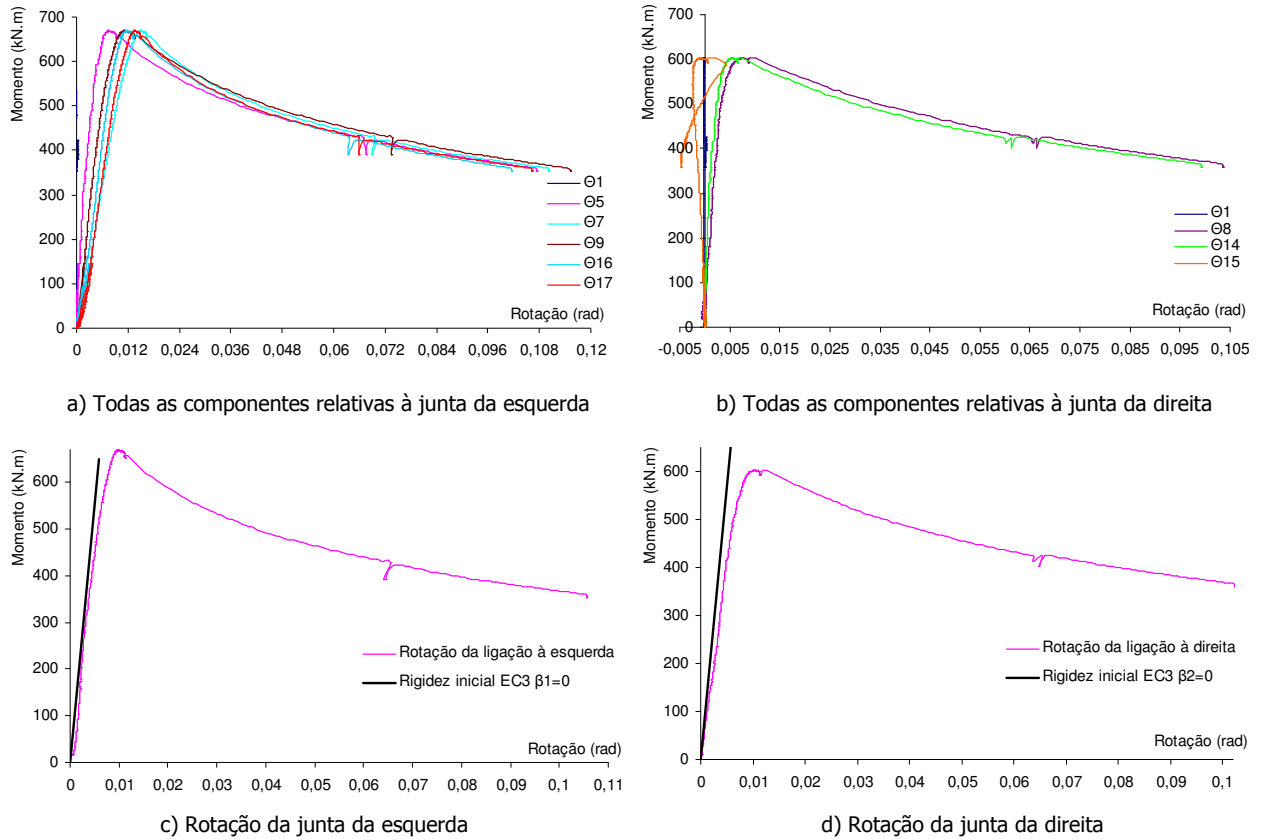 Momento (kN.m)
700
600
500
400
300
200
100
0
Θ1
Θ5
Θ7
Θ9
Θ16
Θ17
Rotação (rad)
0 0,012 0,024 0,036 0,048 0,06 0,072 0,084 0,096 0,108 0,12
a) Todas as componentes relativas à junta da esquerda
Momento (kN.m)
700
600
500
400
300
200
100
0
Θ1
Θ8
Θ14
Θ15
Rotação (rad)
-0,005 0,005 0,015 0,025 0,035 0,045 0,055 0,065 0,075 0,085 0,095 0,105
b) Todas as componentes relativas à junta da direita
Momento (kN.m)
600
500
400
300
200
100
0
Rotação da ligação à esquerda
Rigidez inicial EC3 β1=0
Rotação (rad)
0 0,01 0,02 0,03 0,04 0,05 0,06 0,07 0,08 0,09 0,1 0,11
c) Rotação da junta da esquerda
Momento (kN.m)
600
500
400
300
200
100
0
Rotação da ligação à direita
Rigidez inicial EC3 β2=0
Rotação (rad)
0 0,01 0,02 0,03 0,04 0,05 0,06 0,07 0,08 0,09 0,1
d) Rotação da junta da direita